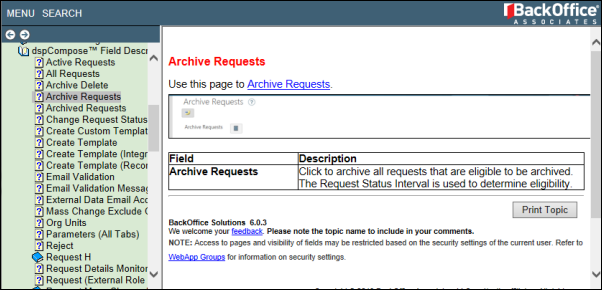 MENU SEARCH
BackOffice
ASSOCIATES
dspCompose™ Field Descr
Active Requests
All Requests
Archive Delete
Archive Requests
Archived Requests
Change Request Status
Create Custom Templat
Create Template
Create Template (Integr
Create Template (Recor
Email Validation
Email Validation Messag
External Data Email Acc
Mass Change Exclude C
Org Units
Parameters (All Tabs)
Reject
Request H
Request Details Monitor
Request (External Role
Archive Requests
Use this page to Archive Requests.
Archive Requests
Archive Requests
Field Description
Archive Requests Click to archive all requests that are eligible to be archived.
The Request Status Interval is used to determine eligibility.
Print Topic
BackOffice Solutions 6.0.3
We welcome your feedback. Please note the topic name to include in your comments.
NOTE: Access to pages and visibility of fields may be restricted based on the security settings of the current user. Refer to
WebApp Groups for information on security settings.